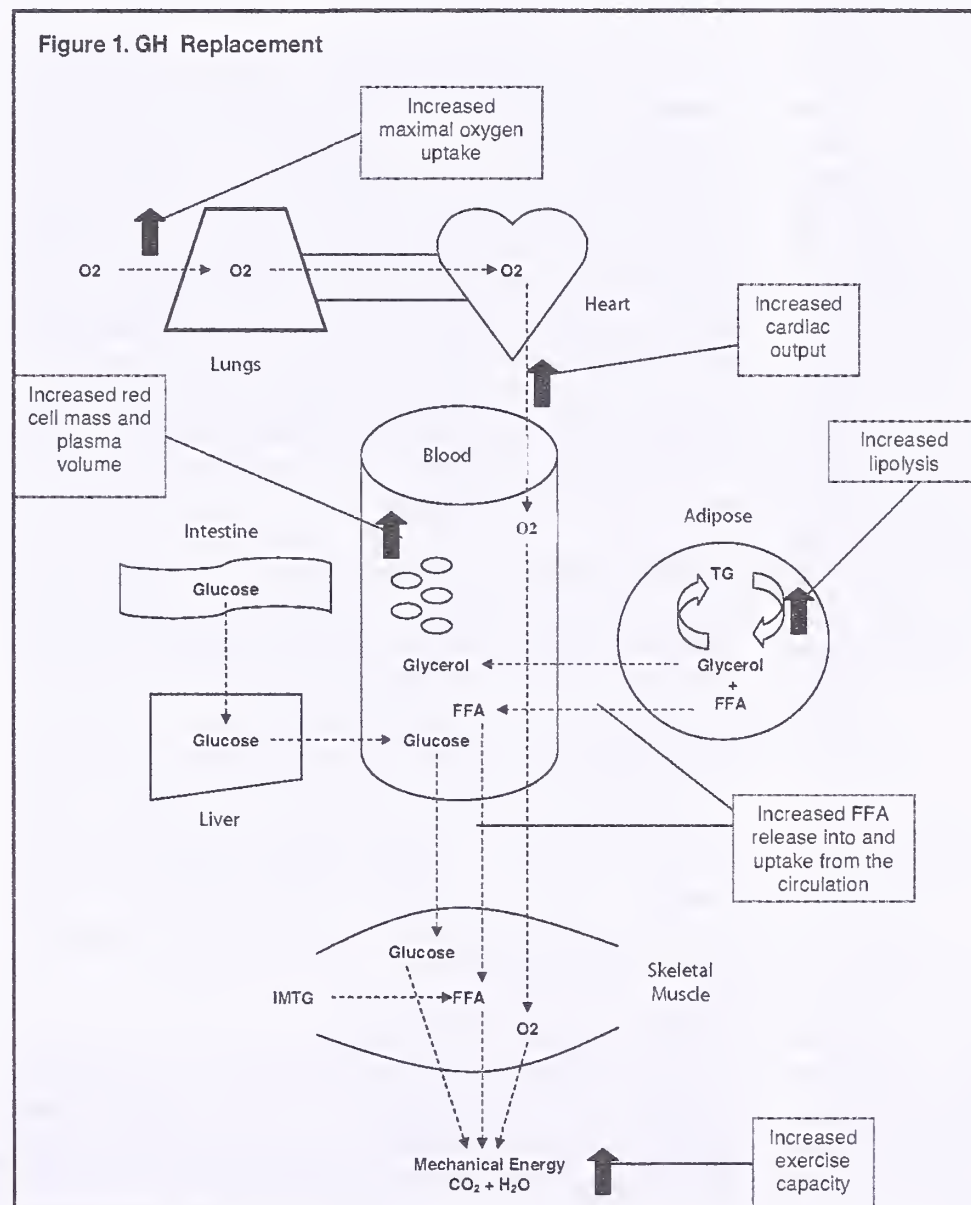 Figure 1. GH Replacement
Increased
maximal oxygen
uptake
O2
O2
O2
Heart
Lungs
Increased
cardiac
output
Increased red
cell mass and
plasma
volume
Blood
Increased
lipolysis
O2
Intestine
Adipose
Glucose
TG
Glycerol
Glycerol
+
FFA
FFA
Glucose
Glucose
Liver
Increased FFA
release into and
uptake from the
circulation
Glucose
Skeletal
Muscle
IMTG
FFA
O2
Mechanical Energy
CO₂ + H₂O
Increased
exercise
capacity